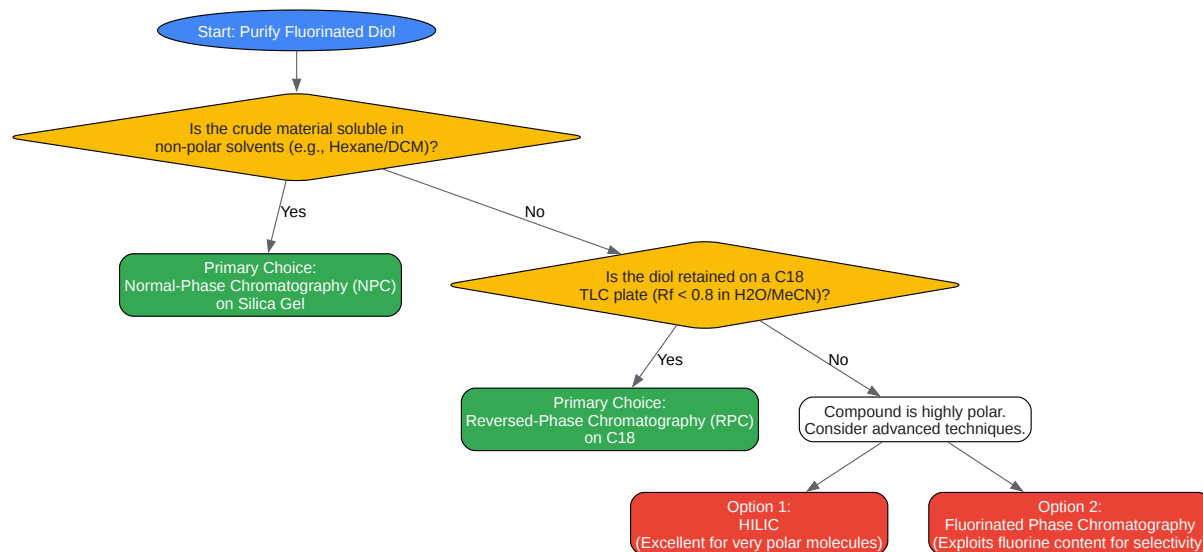 Start: Purify Fluorinated Diol
Is the crude material soluble in
non-polar solvents (e.g., Hexane/DCM)?
Yes
No
Primary Choice:
Normal-Phase Chromatography (NPC)
on Silica Gel
Is the diol retained on a C18
TLC plate (Rf < 0.8 in H2O/MeCN)?
Yes
No
Primary Choice:
Reversed-Phase Chromatography (RPC)
on C18
Compound is highly polar.
Consider advanced techniques.
Option 1:
HILIC
(Excellent for very polar molecules)
Option 2:
Fluorinated Phase Chromatography
(Exploits fluorine content for selectivity